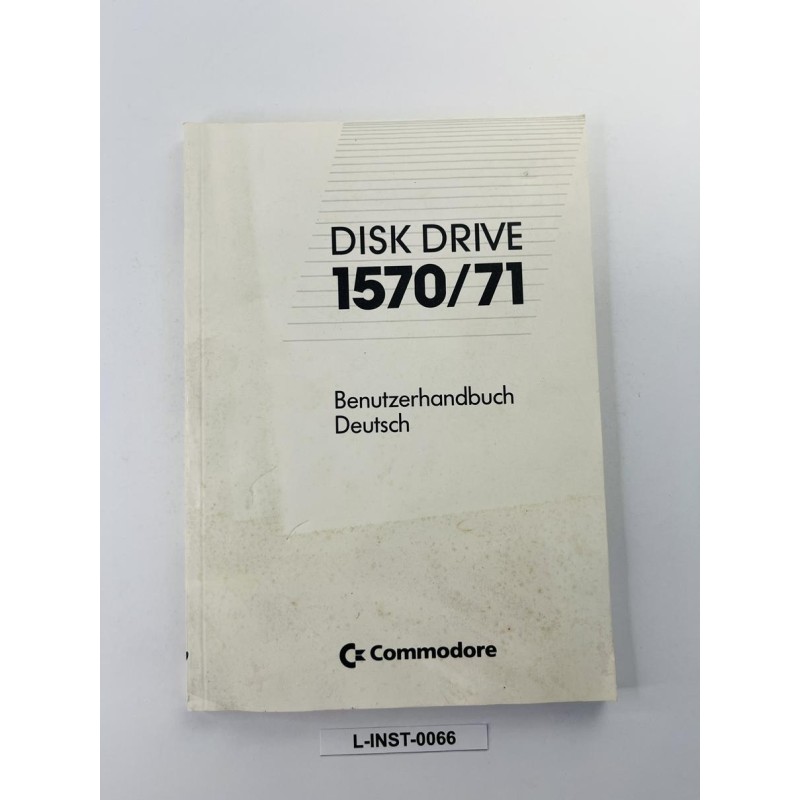 DISK DRIVE
1570/71
Benutzerhandbuch
Deutsch
Commodore
L-INST-0066